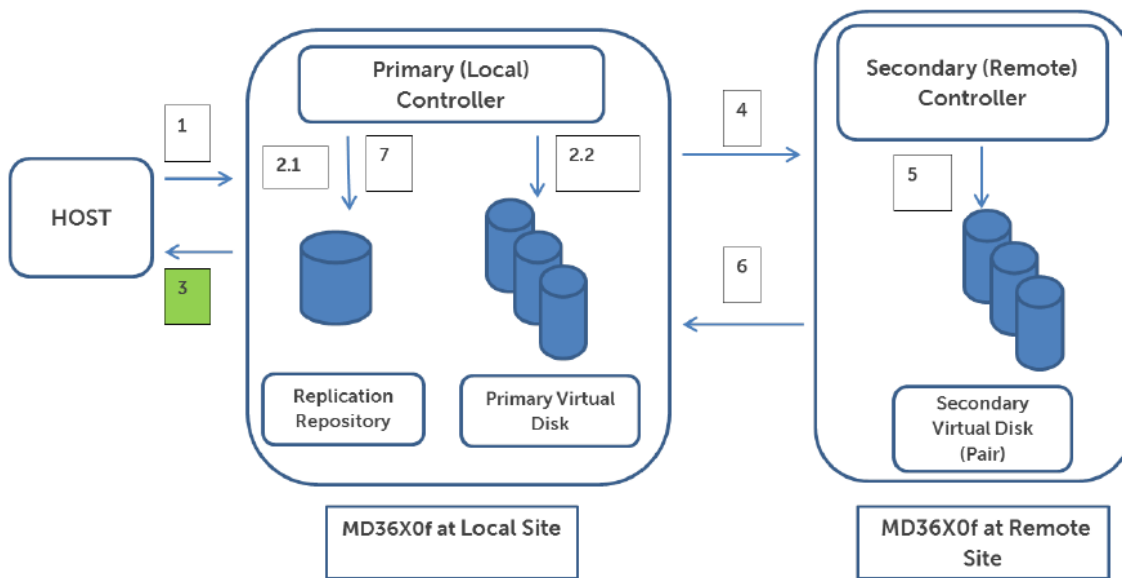 Primary (Local)
Controller
Secondary (Remote)
Controller
1
2.1
7
2.2
4
5
HOST
3
6
Replication
Repository
Primary Virtual
Disk
Secondary
Virtual Disk
(Pair)
MD36X0f at Local Site
MD36X0f at Remote
Site